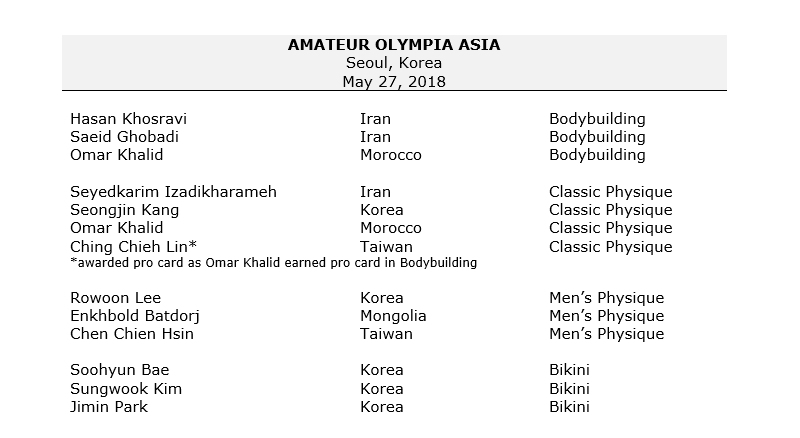 AMATEUR OLYMPIA ASIA
Seoul, Korea
May 27, 2018
Hasan Khosravi Iran Bodybuilding
Saeid Ghobadi Iran Bodybuilding
Omar Khalid Morocco Bodybuilding
Seyedkarim Izadikharameh Iran Classic Physique
Seongjin Kang Korea Classic Physique
Omar Khalid Morocco Classic Physique
Ching Chieh Lin* Taiwan Classic Physique
*awarded pro card as Omar Khalid earned pro card in Bodybuilding
Rowoon Lee Korea Men’s Physique
Enkhbold Batdorj Mongolia Men’s Physique
Chen Chien Hsin Taiwan Men’s Physique
Soohyun Bae Korea Bikini
Sungwook Kim Korea Bikini
Jimin Park Korea Bikini